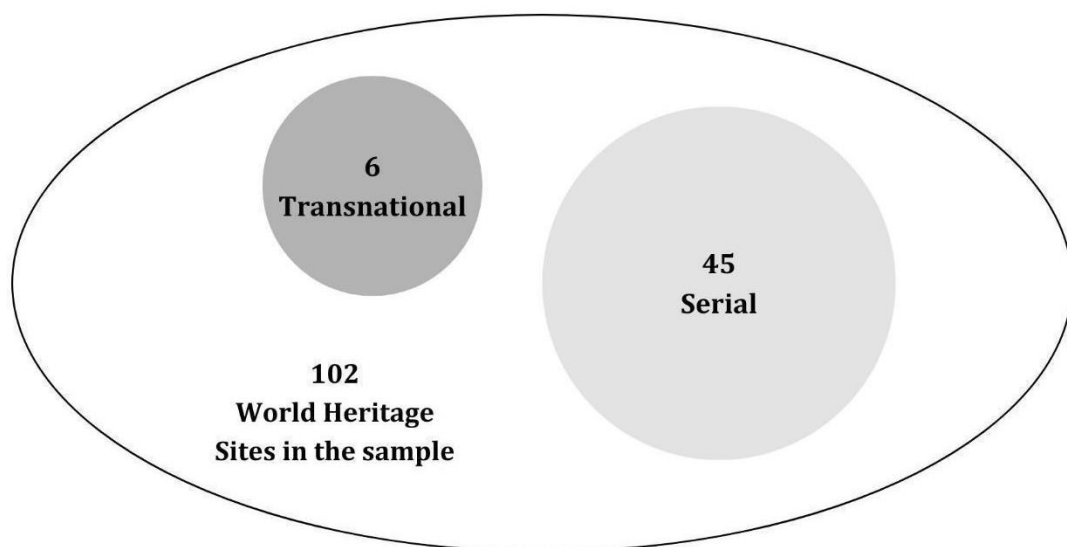 6
Transnational
45
Serial
102
World Heritage
Sites in the sample